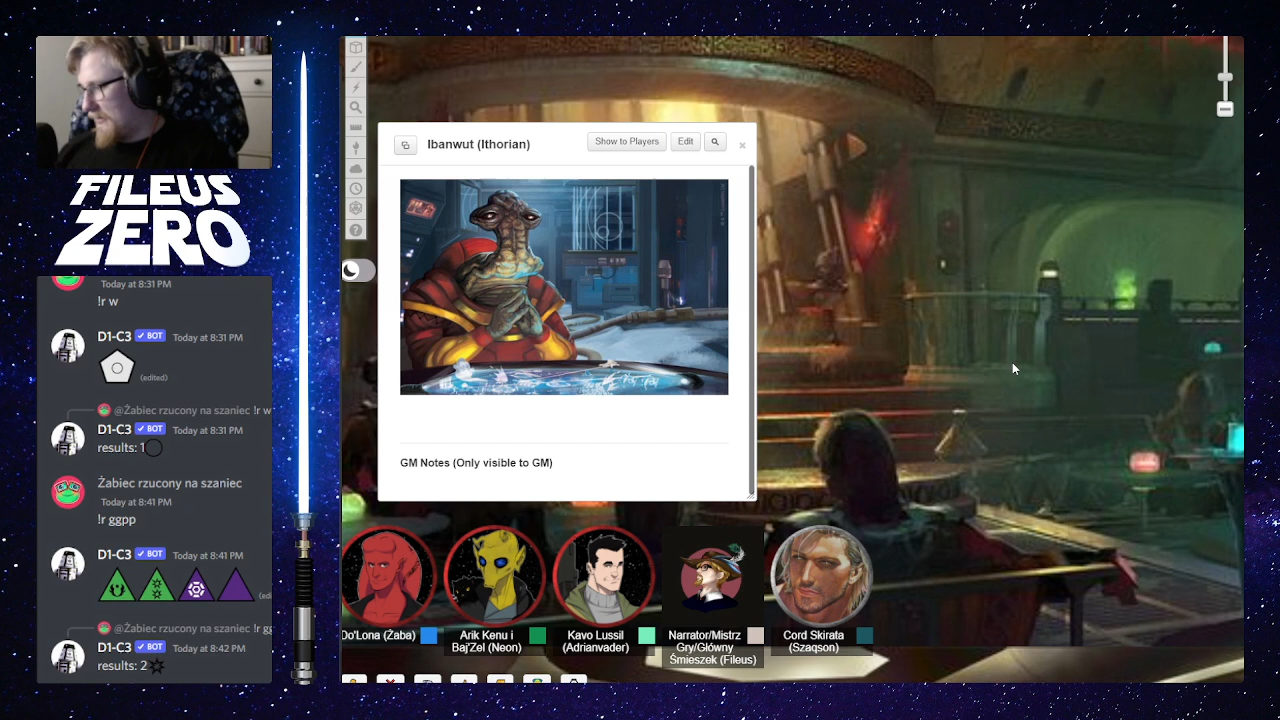 FILEUS
ZERO
Today at 8:31 PM
!r w
D1-C3 ✓ BOT Today at 8:31 PM
(edited)
@Żabiec rzucony na szaniec !r w
D1-C3 ✓ BOT Today at 8:31 PM
results: 1
Żabiec rzucony na szaniec
Today at 8:41 PM
!r ggpp
D1-C3 ✓ BOT Today at 8:41 PM
(edi
@Żabiec rzucony na szaniec !r gg
D1-C3 ✓ BOT Today at 8:42 PM
results: 2
Ibanwut (Ithorian)
Show to Players
Edit
GM Notes (Only visible to GM)
Do'Lona (Żaba)
Arik Kenu i
Baj'Zel (Neon)
Kavo Lussil
(Adrianvader)
Narrator/Mistrz
Gry/Główny
Śmieszek (Fileus)
Cord Skirata
(Szaqson)